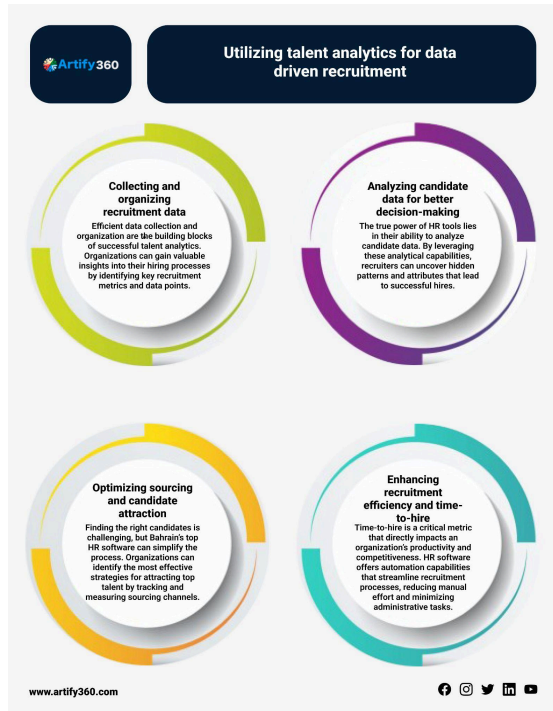 Artify360
Utilizing talent analytics for data
driven recruitment
Collecting and
organizing
recruitment data
Efficient data collection and
organization are the building blocks
of successful talent analytics.
Organizations can gain valuable
insights into their hiring processes
by identifying key recruitment
metrics and data points.
Analyzing candidate
data for better
decision-making
The true power of HR tools lies
in their ability to analyze
candidate data. By leveraging
these analytical capabilities,
recruiters can uncover hidden
patterns and attributes that lead
to successful hires.
Optimizing sourcing
and candidate
attraction
Finding the right candidates is
challenging, but Bahrain's top
HR software can simplify the
process. Organizations can
identify the most effective
strategies for attracting top
talent by tracking and
measuring sourcing channels.
Enhancing
recruitment
efficiency and time-
to-hire
Time-to-hire is a critical metric
that directly impacts an
organization's productivity and
competitiveness. HR software
offers automation capabilities
that streamline recruitment
processes, reducing manual
effort and minimizing
administrative tasks.
www.artify360.com